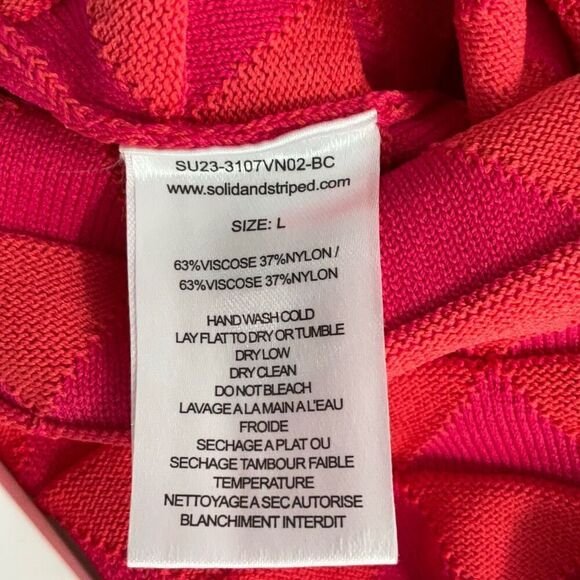 SU23-3107VN02-BC
www.solidandstriped.com
SIZE: L
63%VISCOSE 37%NYLON /
63%VISCOSE 37%NYLON
HAND WASH COLD
LAY FLAT TO DRY OR TUMBLE
DRY LOW
DRY CLEAN
DO NOT BLEACH
LAVAGE A LA MAIN A L'EAU
FROIDE
SECHAGE A PLAT OU
SECHAGE TAMBOUR FAIBLE
TEMPERATURE
NETTOYAGE A SEC AUTORISE
BLANCHIMENT INTERDIT